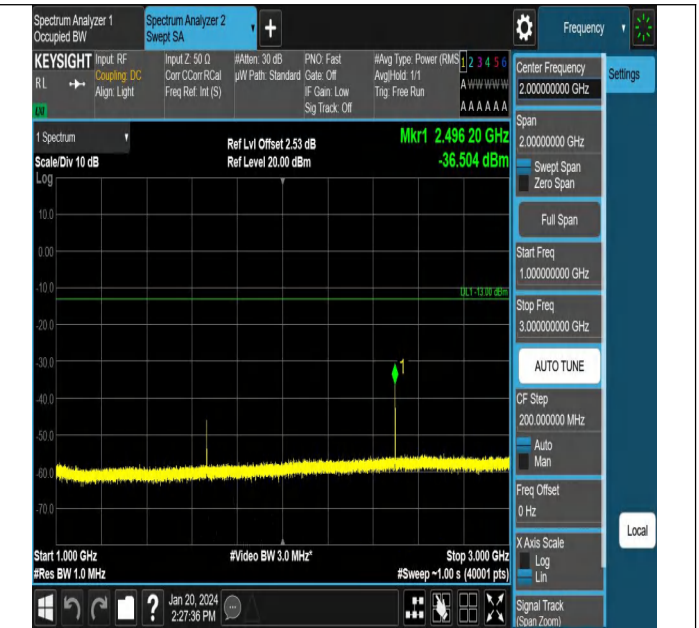 Spectrum Analyzer 1
Occupied BW
Spectrum Analyzer 2
Swept SA
+
Frequency
KEYSIGHT
RL
Input: RF
Coupling: DC
Align: Light
Input Z: 50 Ω
Corr CCorr RCal
Freq Ref: Int (S)
#Atten: 30 dB
µW Path: Standard
PNO: Fast
Gate: Off
IF Gain: Low
Sig Track: Off
#Avg Type: Power (RMS
Avg|Hold: 1/1
Trig: Free Run
1 2 3 4 5 6
A W W W W W
A A A A A A
1 Spectrum
Scale/Div 10 dB
Log
Ref Lvl Offset 2.53 dB
Ref Level 20.00 dBm
Mkr1 2.496 20 GHz
-36.504 dBm
10.0
0.00
-10.0
DL1 -13.00 dBm
-20.0
-30.0
1
-40.0
-50.0
-60.0
-70.0
Start 1.000 GHz
#Res BW 1.0 MHz
#Video BW 3.0 MHz*
Stop 3.000 GHz
#Sweep ~1.00 s (40001 pts)
?
Jan 20, 2024
2:27:36 PM
Center Frequency
2.000000000 GHz
Settings
Span
2.00000000 GHz
Swept Span
Zero Span
Full Span
Start Freq
1.000000000 GHz
Stop Freq
3.000000000 GHz
AUTO TUNE
CF Step
200.000000 MHz
Auto
Man
Freq Offset
0 Hz
X Axis Scale
Log
Lin
Local
Signal Track
(Span Zoom)